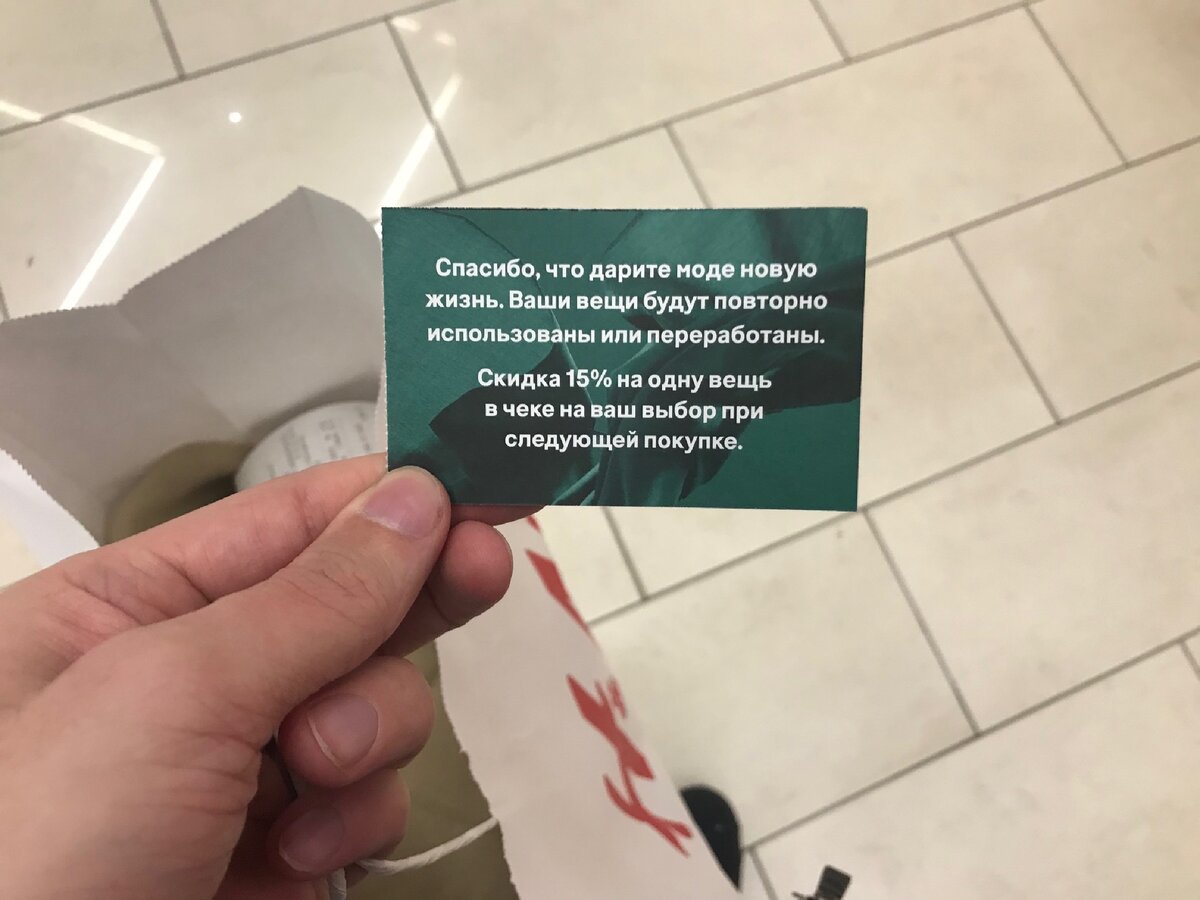 Спасибо, что дарите моде новую
жизнь. Ваши вещи будут повторно
использованы или переработаны.
Скидка 15% на одну вещь
в чеке на ваш выбор при
следующей покупке.